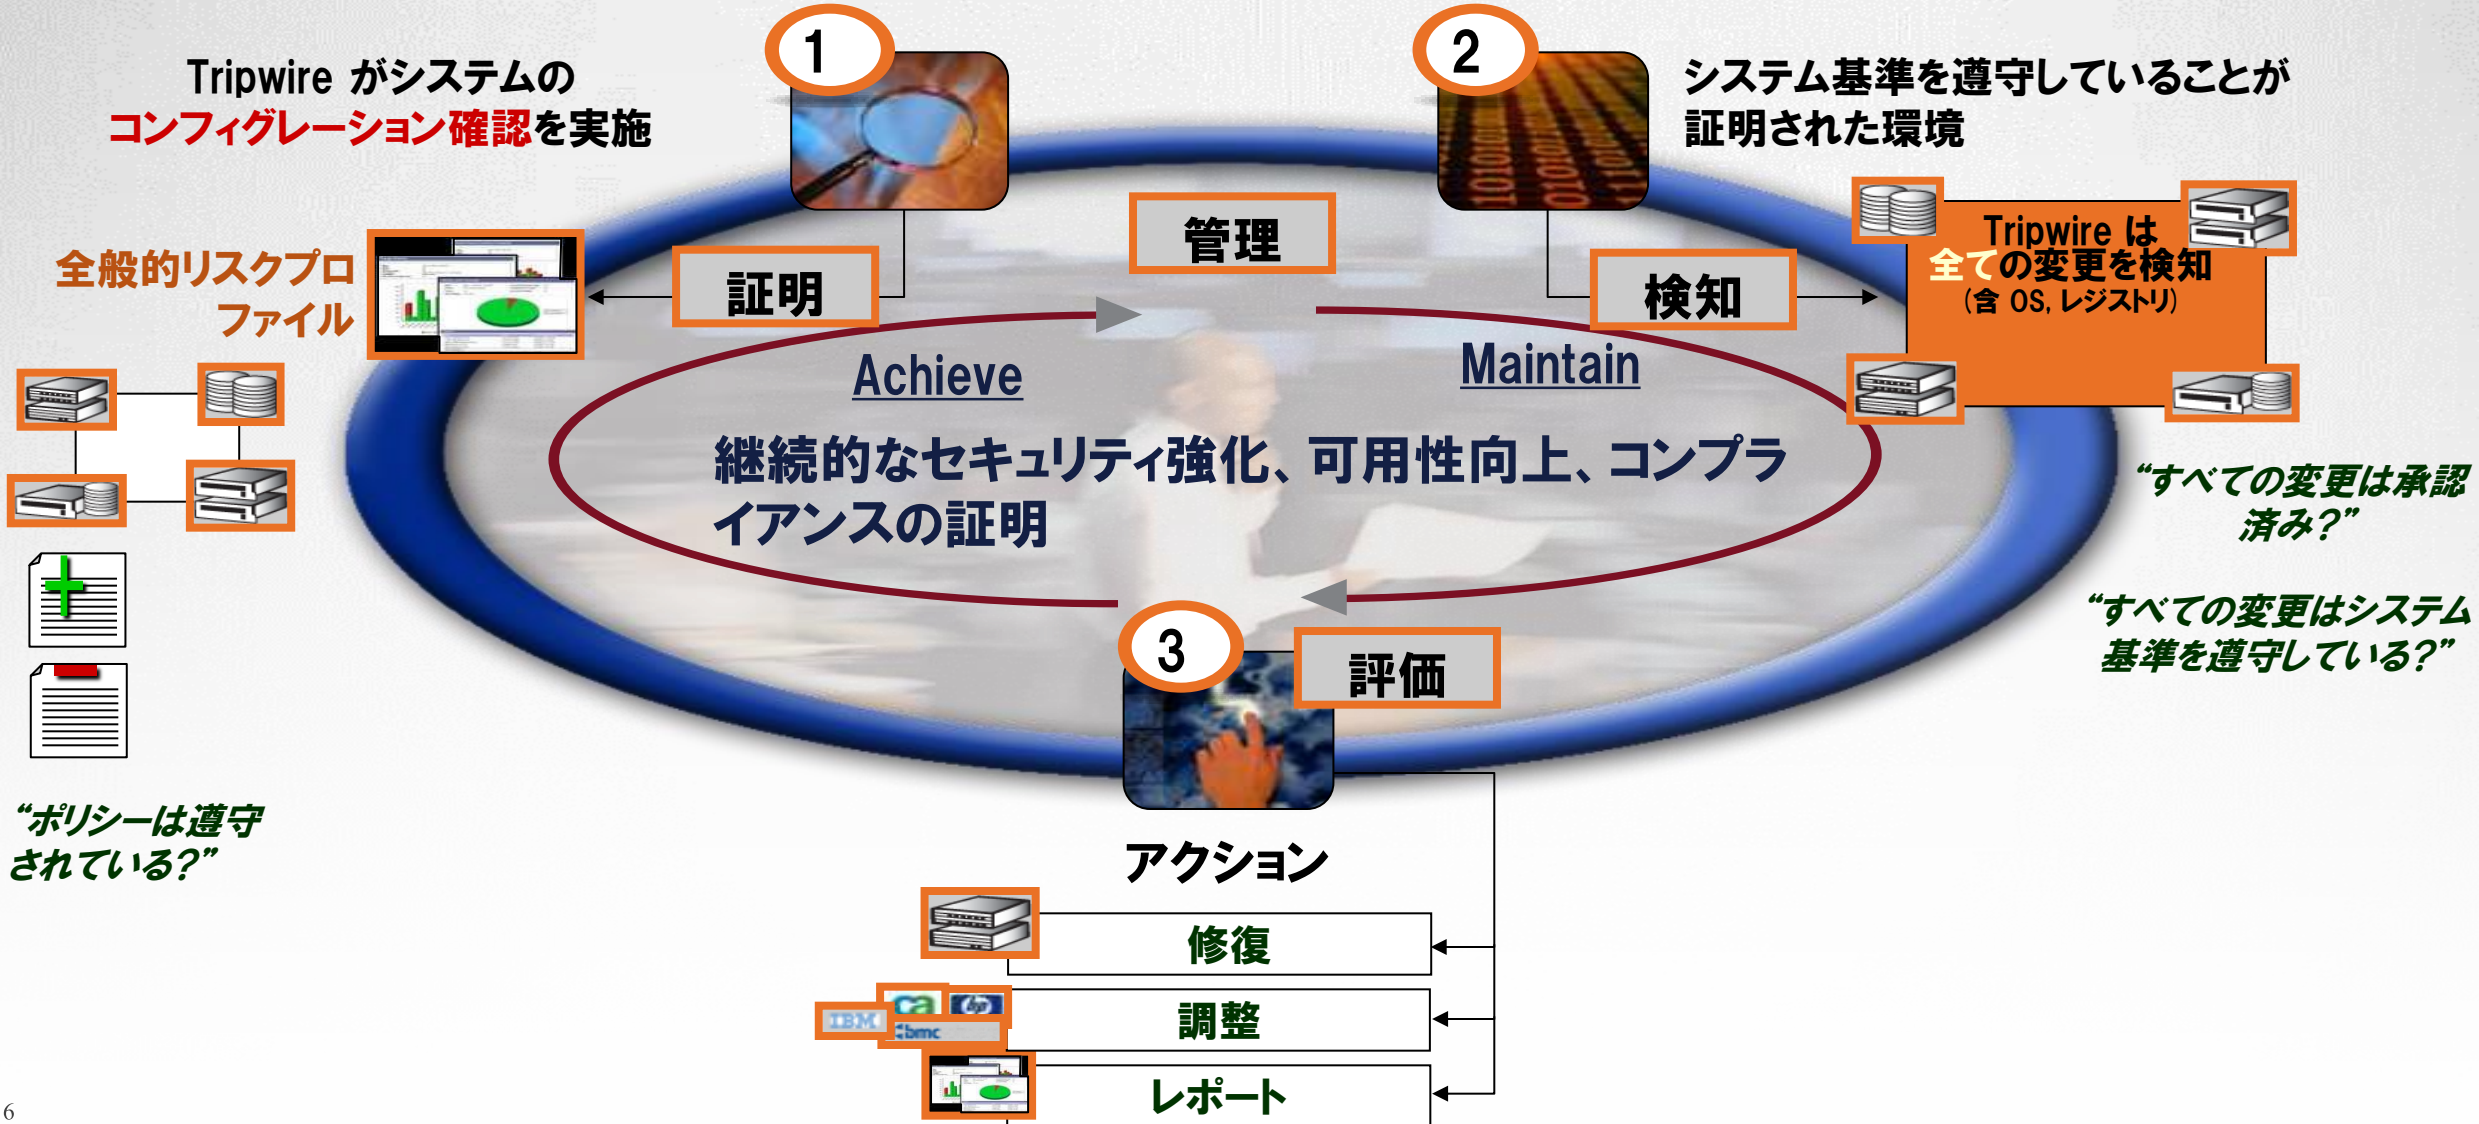 1
2
Tripwire がシステムの
コンフィグレーション確認を実施
システム基準を遵守していることが
証明された環境
管理
証明
検知
全般的リスクプロ
ファイル
Tripwire は
全ての変更を検知
(含 OS, レジストリ)
Achieve
Maintain
継続的なセキュリティ強化、可用性向上、コンプラ
イアンスの証明
“すべての変更は承認
済み?”
“すべての変更はシステム
基準を遵守している?”
3
評価
“ポリシーは遵守
されている?”
アクション
修復
ca
hp
IBM
bmc
調整
レポート
6